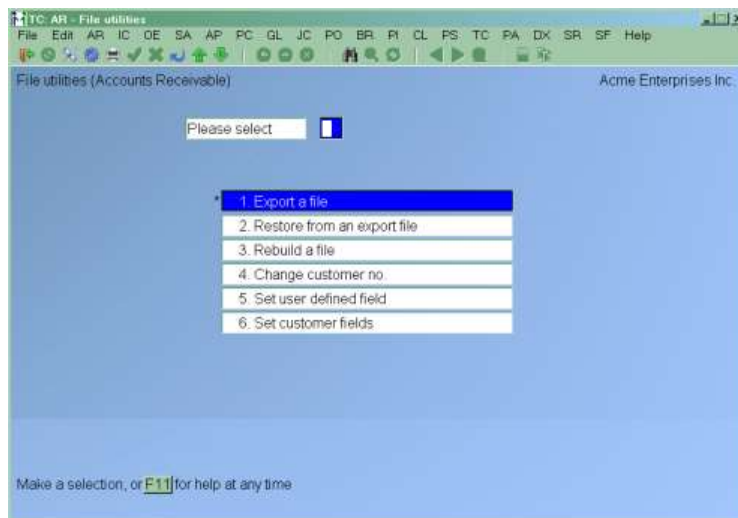 TC: AR - File utilities
File Edit AR IC OE SA AP PC GL JC PO BR PI CL PS TC PA DX SR SF Help
File utilities (Accounts Receivable) Acme Enterprises Inc.
Please select
* 1. Export a file
2. Restore from an export file
3. Rebuild a file
4. Change customer no.
5. Set user defined field
6. Set customer fields
Make a selection, or F11 for help at any time